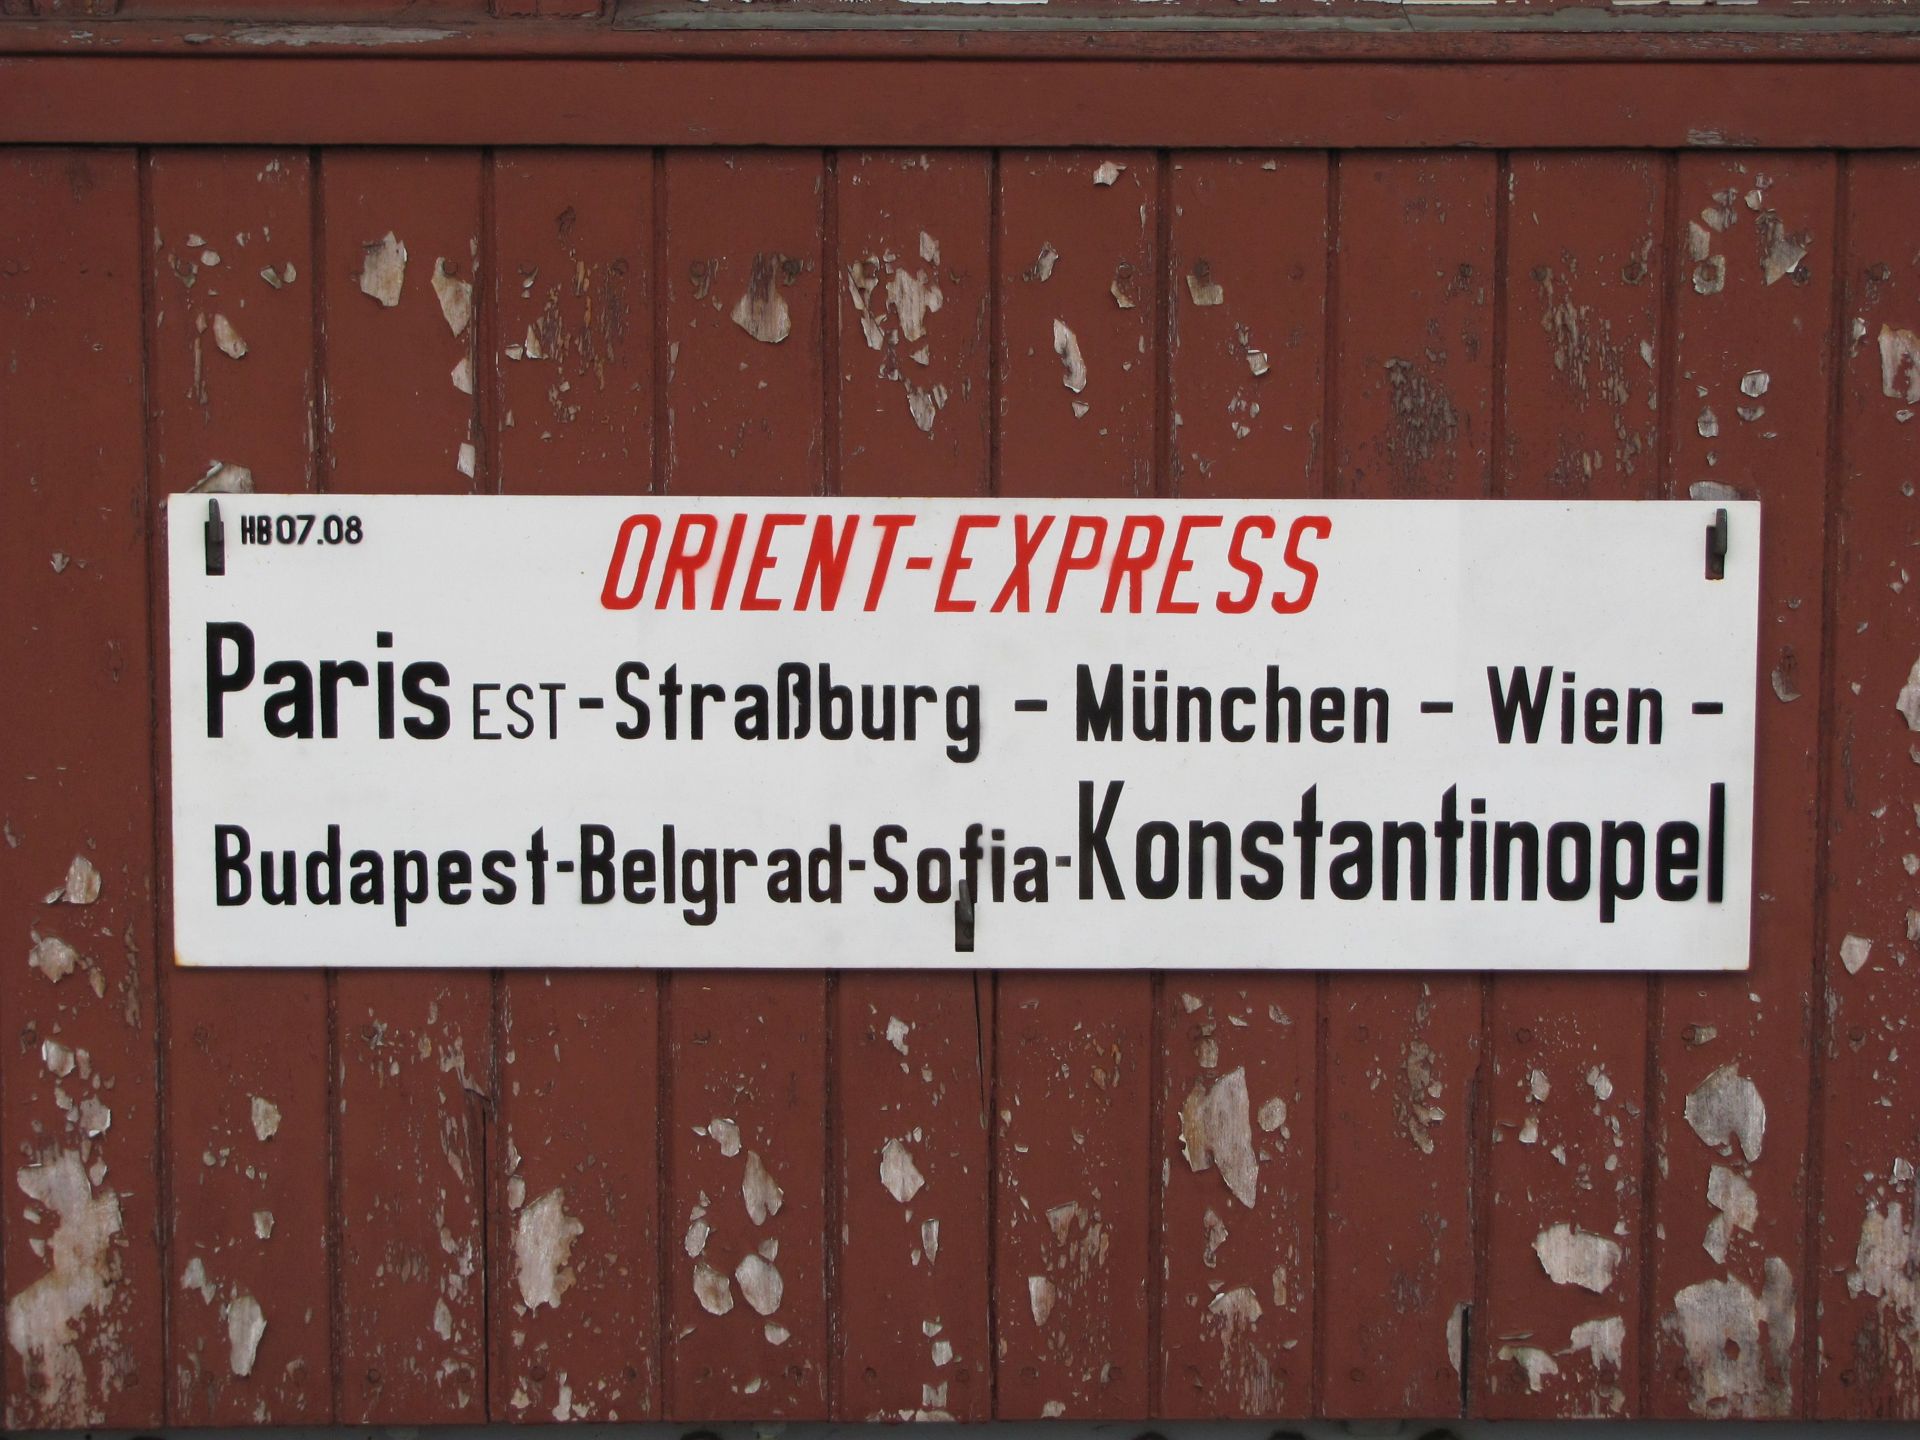 HB07.08
ORIENT-EXPRESS
Paris EST - Straßburg - München - Wien -
Budapest-Belgrad-Sofia-Konstantinopel